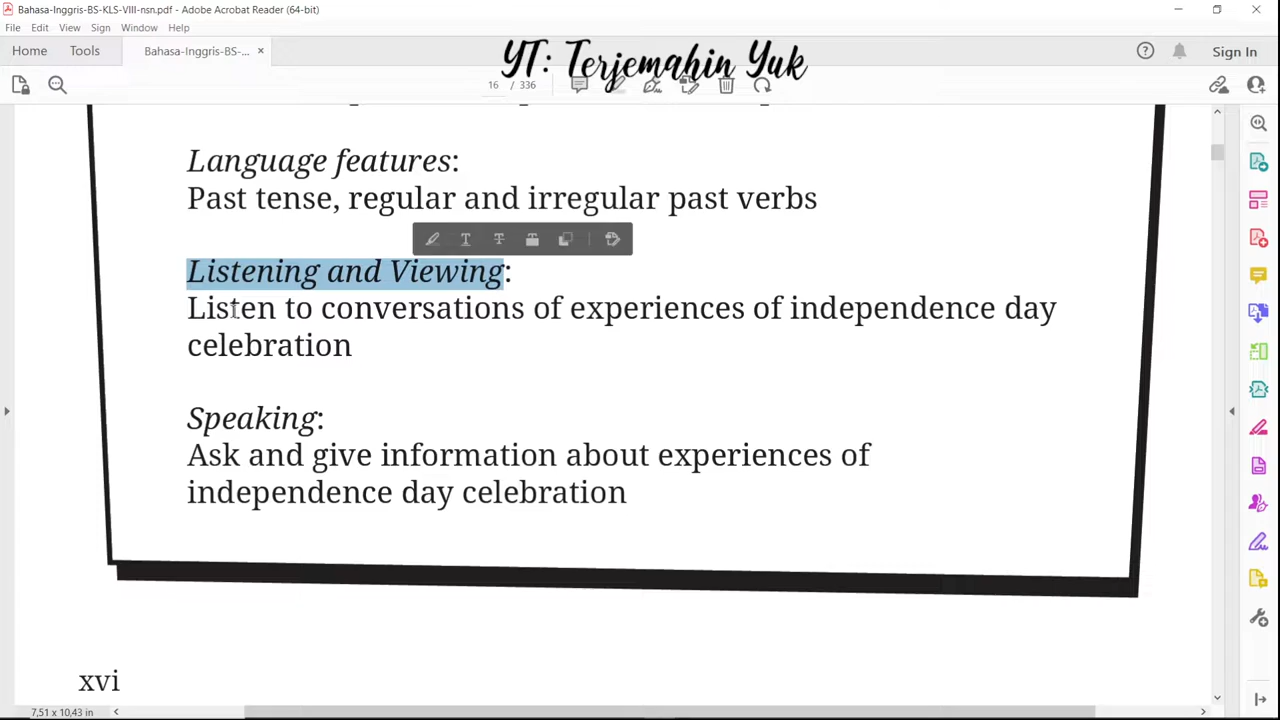 Bahasa-Inggris-BS-KLS-VIII-nsn.pdf - Adobe Acrobat Reader (64-bit)
File Edit View Sign Window Help
Home Tools Bahasa-Inggris-BS-... × Sign In
YT: Terjemahin Yuk
16 / 336
Language features:
Past tense, regular and irregular past verbs
Listening and Viewing:
Listen to conversations of experiences of independence day
celebration
Speaking:
Ask and give information about experiences of
independence day celebration
xvi
7,51 x 10,43 in